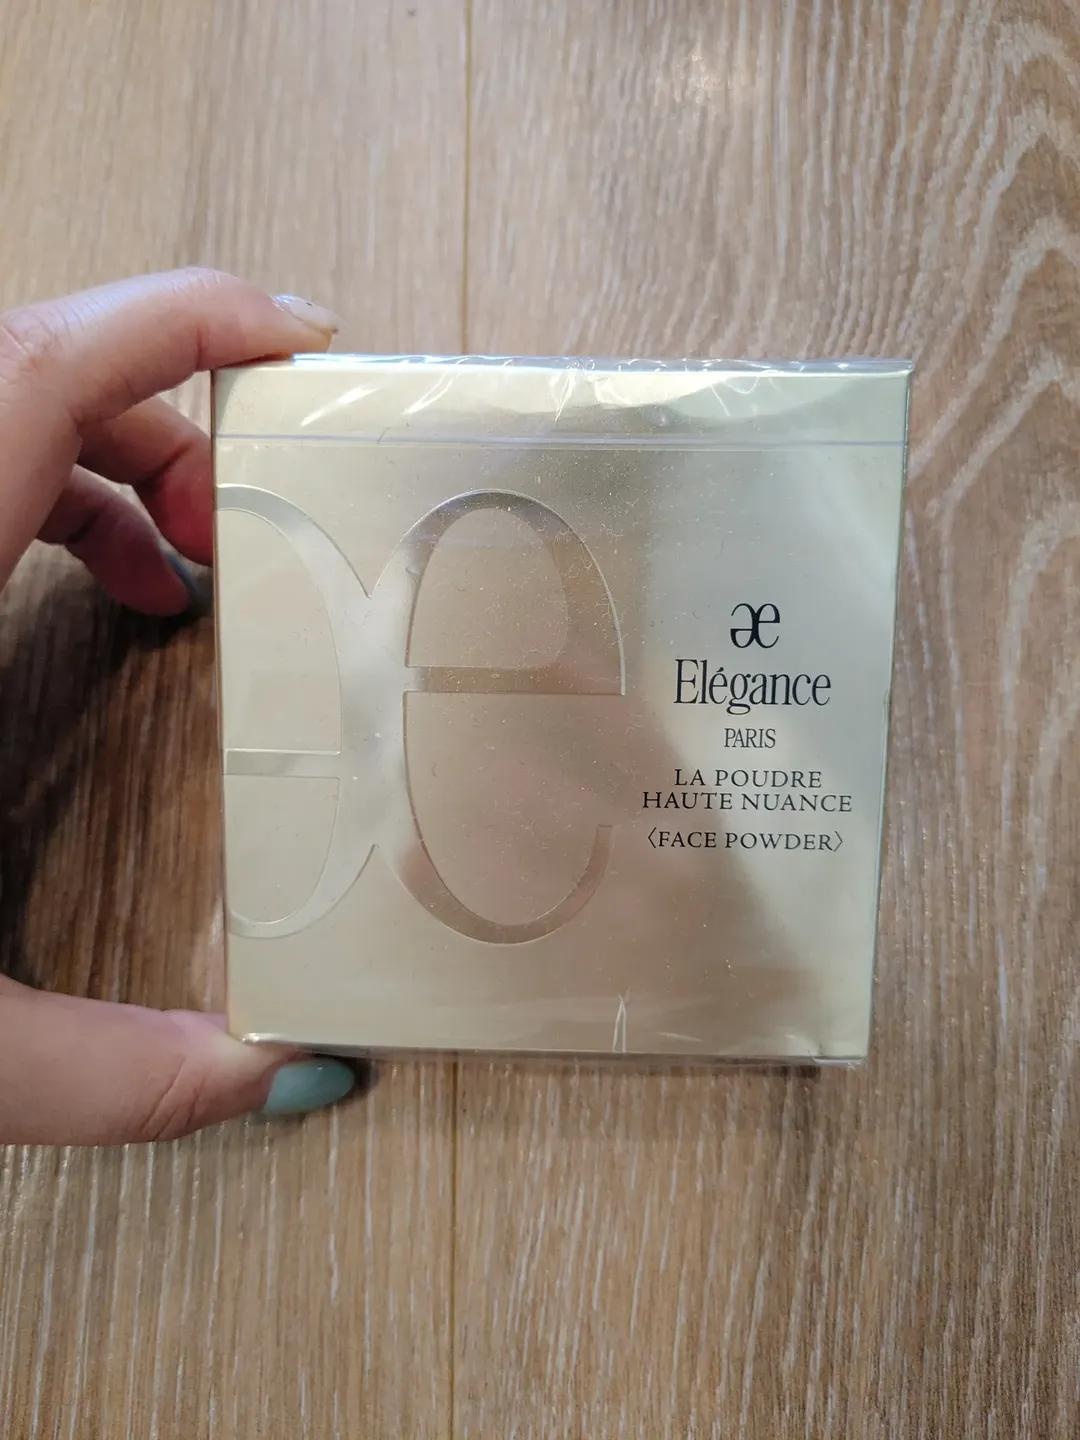 æ
Elégance
PARIS
LA POUDRE
HAUTE NUANCE
〈FACE POWDER〉